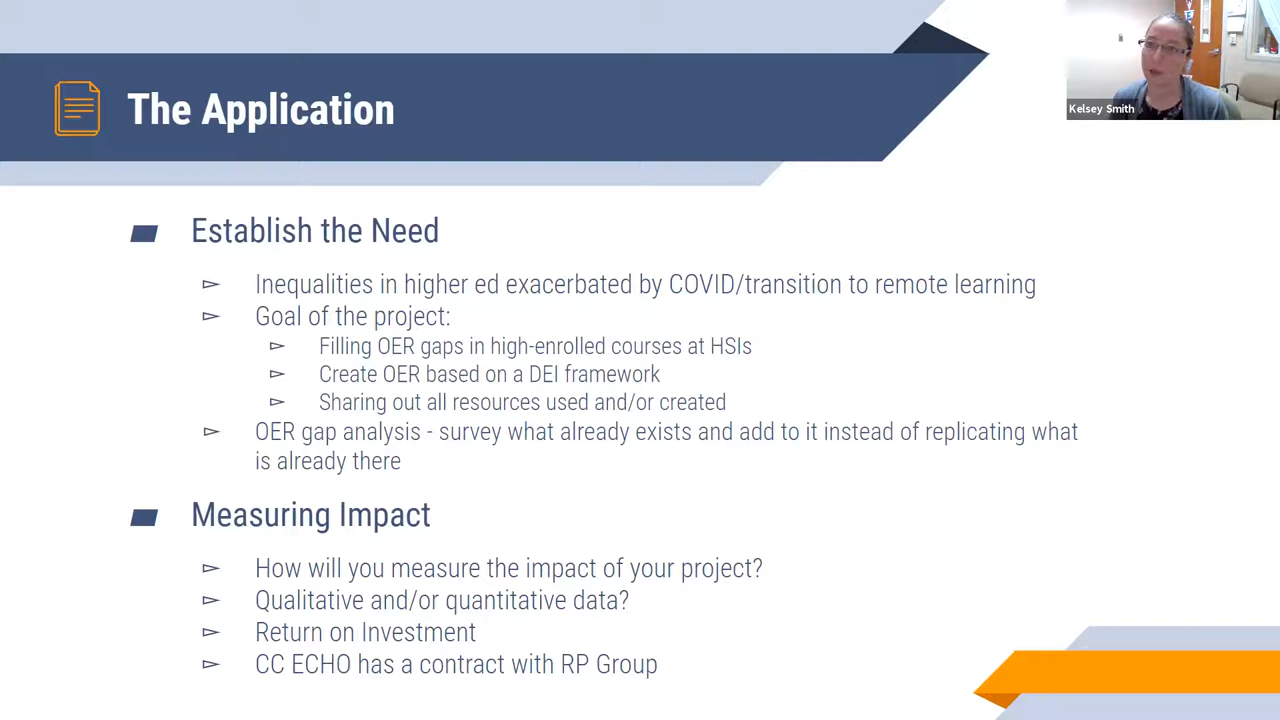 The Application
Kelsey Smith
Establish the Need
Inequalities in higher ed exacerbated by COVID/transition to remote learning
Goal of the project:
Filling OER gaps in high-enrolled courses at HSIs
Create OER based on a DEI framework
Sharing out all resources used and/or created
OER gap analysis - survey what already exists and add to it instead of replicating what
is already there
Measuring Impact
How will you measure the impact of your project?
Qualitative and/or quantitative data?
Return on Investment
CC ECHO has a contract with RP Group